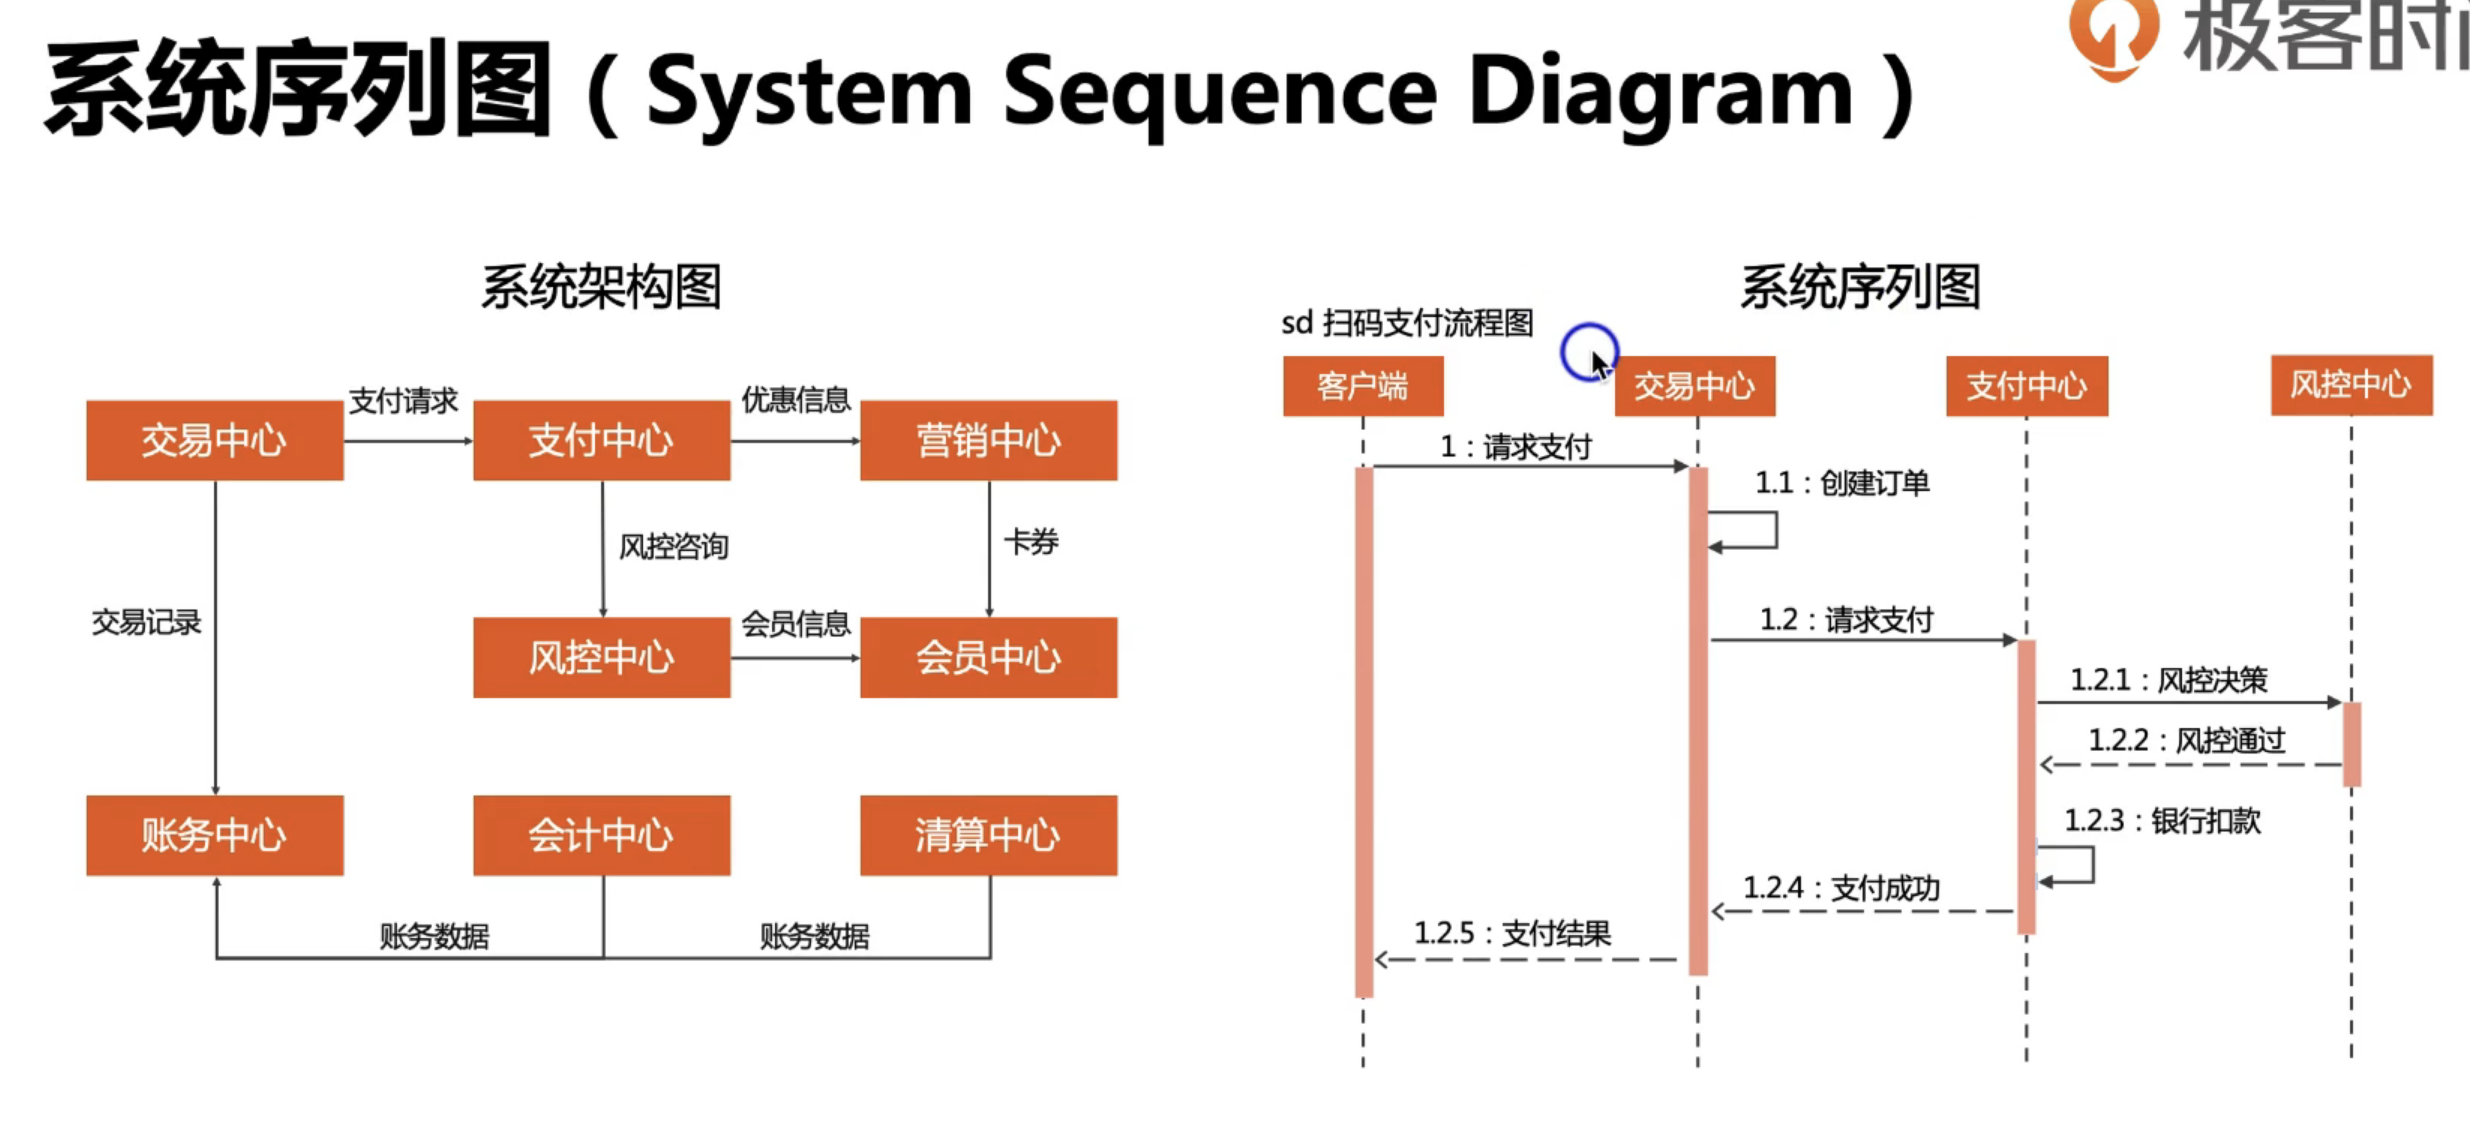 系统序列图（System Sequence Diagram）
极客时
系统架构图
支付请求
优惠信息
交易中心
支付中心
营销中心
风控咨询
卡券
交易记录
会员信息
风控中心
会员中心
账务中心
会计中心
清算中心
账务数据
账务数据
系统序列图
sd 扫码支付流程图
客户端
交易中心
支付中心
风控中心
1：请求支付
1.1：创建订单
1.2：请求支付
1.2.1：风控决策
1.2.2：风控通过
1.2.3：银行扣款
1.2.4：支付成功
1.2.5：支付结果